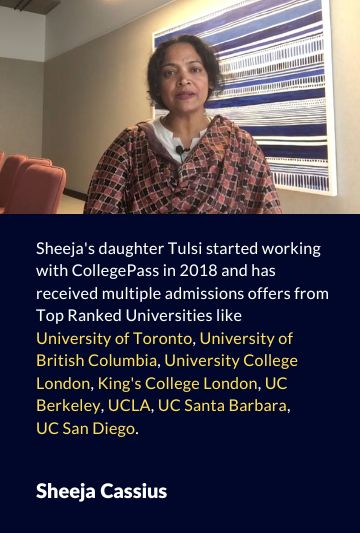 Sheeja's daughter Tulsi started working
with CollegePass in 2018 and has
received multiple admissions offers from
Top Ranked Universities like
University of Toronto, University of
British Columbia, University College
London, King's College London, UC
Berkeley, UCLA, UC Santa Barbara,
UC San Diego.
Sheeja Cassius